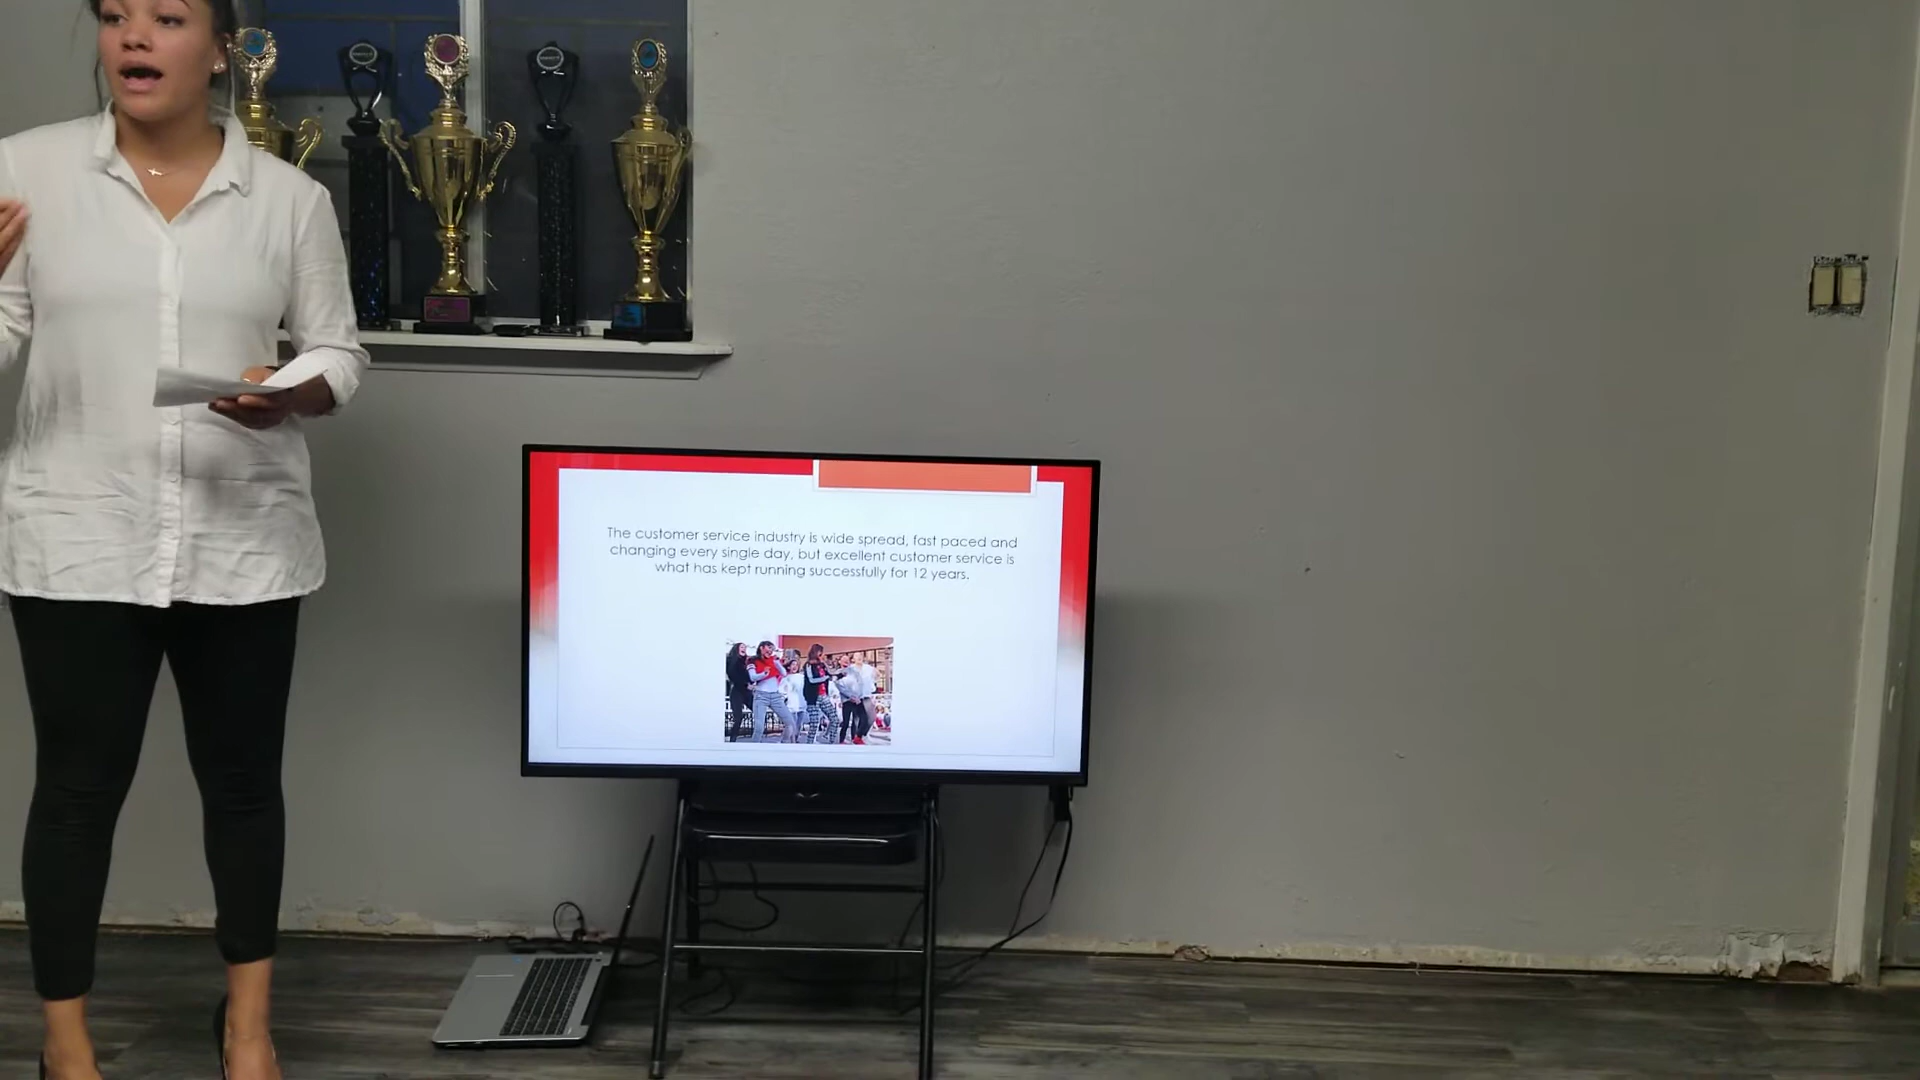 The customer service industry is wide spread, fast paced and
changing every single day, but excellent customer service is
what has kept running successfully for 12 years.